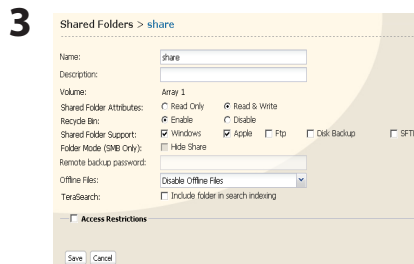 3
Shared Folders > share
Name: share
Description:
Volume: Array 1
Shared Folder Attributes: Read Only Read & Write
Recycle Bin: Enable Disable
Shared Folder Support: Windows Apple Ftp Disk Backup SFT
Folder Mode (SMB Only): Hide Share
Remote backup password:
Offline Files: Disable Offline Files
TeraSearch: Include folder in search indexing
Access Restrictions
Save Cancel